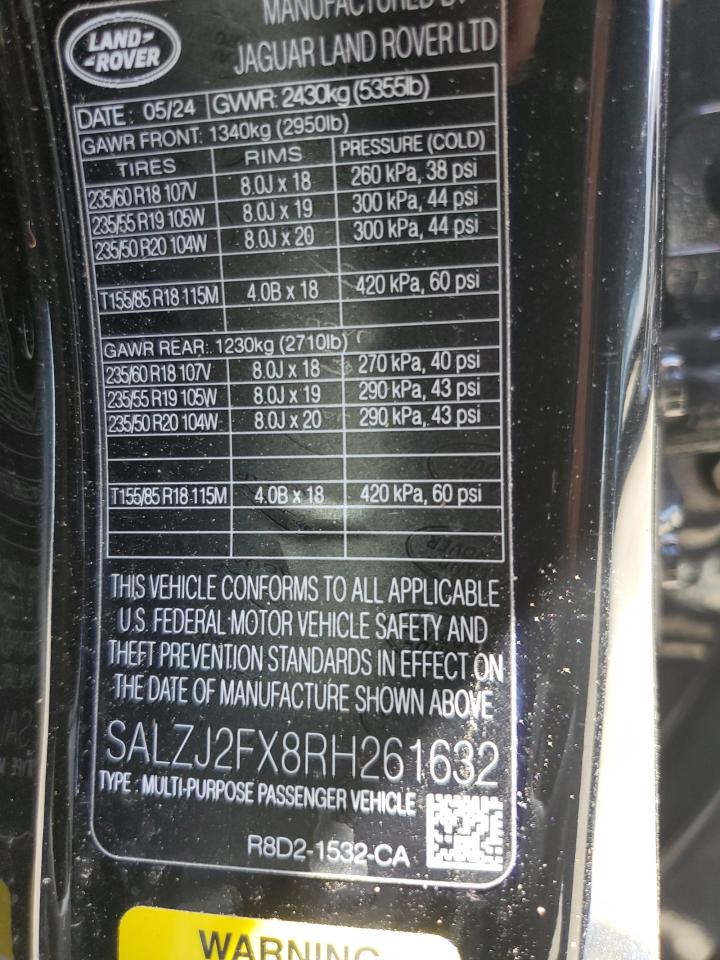 MANUFACTURED BY
LAND-
-ROVER
JAGUAR LAND ROVER LTD
DATE : 05/24 GVWR: 2430kg (5355lb)
GAWR FRONT: 1340kg (2950lb)
TIRES RIMS PRESSURE (COLD)
235/60 R18 107V 8.0J x 18 260 kPa, 38 psi
235/55 R19 105W 8.0J x 19 300 kPa, 44 psi
235/50 R20 104W 8.0J x 20 300 kPa, 44 psi
T155/85 R18 115M 4.0B x 18 420 kPa, 60 psi
GAWR REAR: 1230kg (2710lb)
235/60 R18 107V 8.0J x 18 270 kPa, 40 psi
235/55 R19 105W 8.0J x 19 290 kPa, 43 psi
235/50 R20 104W 8.0J x 20 290 kPa, 43 psi
T155/85 R18 115M 4.0B x 18 420 kPa, 60 psi
THIS VEHICLE CONFORMS TO ALL APPLICABLE
U.S. FEDERAL MOTOR VEHICLE SAFETY AND
THEFT PREVENTION STANDARDS IN EFFECT ON
THE DATE OF MANUFACTURE SHOWN ABOVE
SALZJ2FX8RH261632
TYPE : MULTI-PURPOSE PASSENGER VEHICLE
R8D2-1532-CA
WARNING